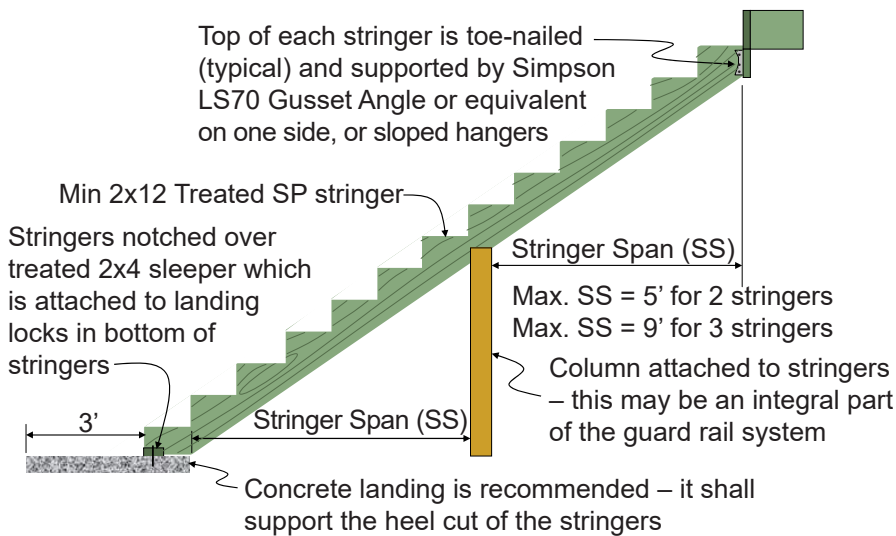 Top of each stringer is toe-nailed
(typical) and supported by Simpson
LS70 Gusset Angle or equivalent
on one side, or sloped hangers
Min 2x12 Treated SP stringer
Stringers notched over
treated 2x4 sleeper which
is attached to landing
locks in bottom of
stringers
Stringer Span (SS)
Max. SS = 5’ for 2 stringers
Max. SS = 9’ for 3 stringers
Column attached to stringers
– this may be an integral part
of the guard rail system
3’
Stringer Span (SS)
Concrete landing is recommended – it shall
support the heel cut of the stringers